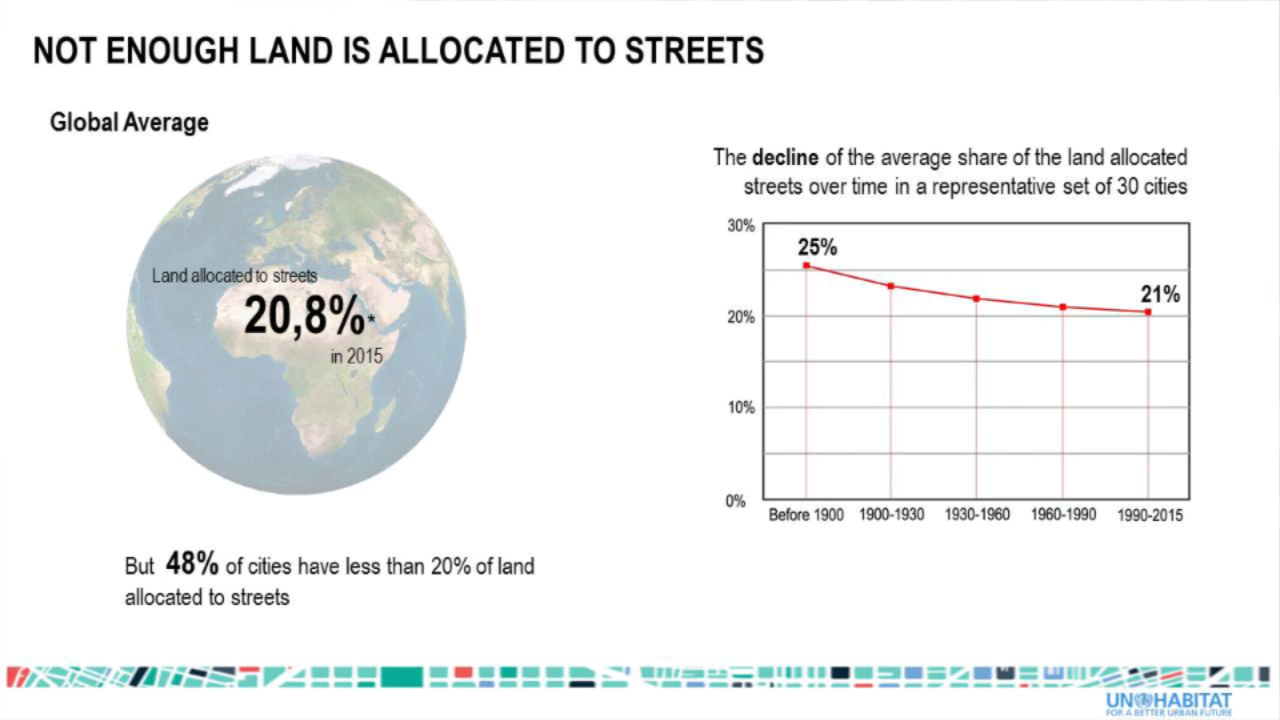 NOT ENOUGH LAND IS ALLOCATED TO STREETS
Global Average
Land allocated to streets
20,8%*
in 2015
But 48% of cities have less than 20% of land
allocated to streets
The decline of the average share of the land allocated
streets over time in a representative set of 30 cities
30%
25%
21%
20%
10%
0%
Before 1900 1900-1930 1930-1960 1960-1990 1990-2015
UN HABITAT
FOR A BETTER URBAN FUTURE